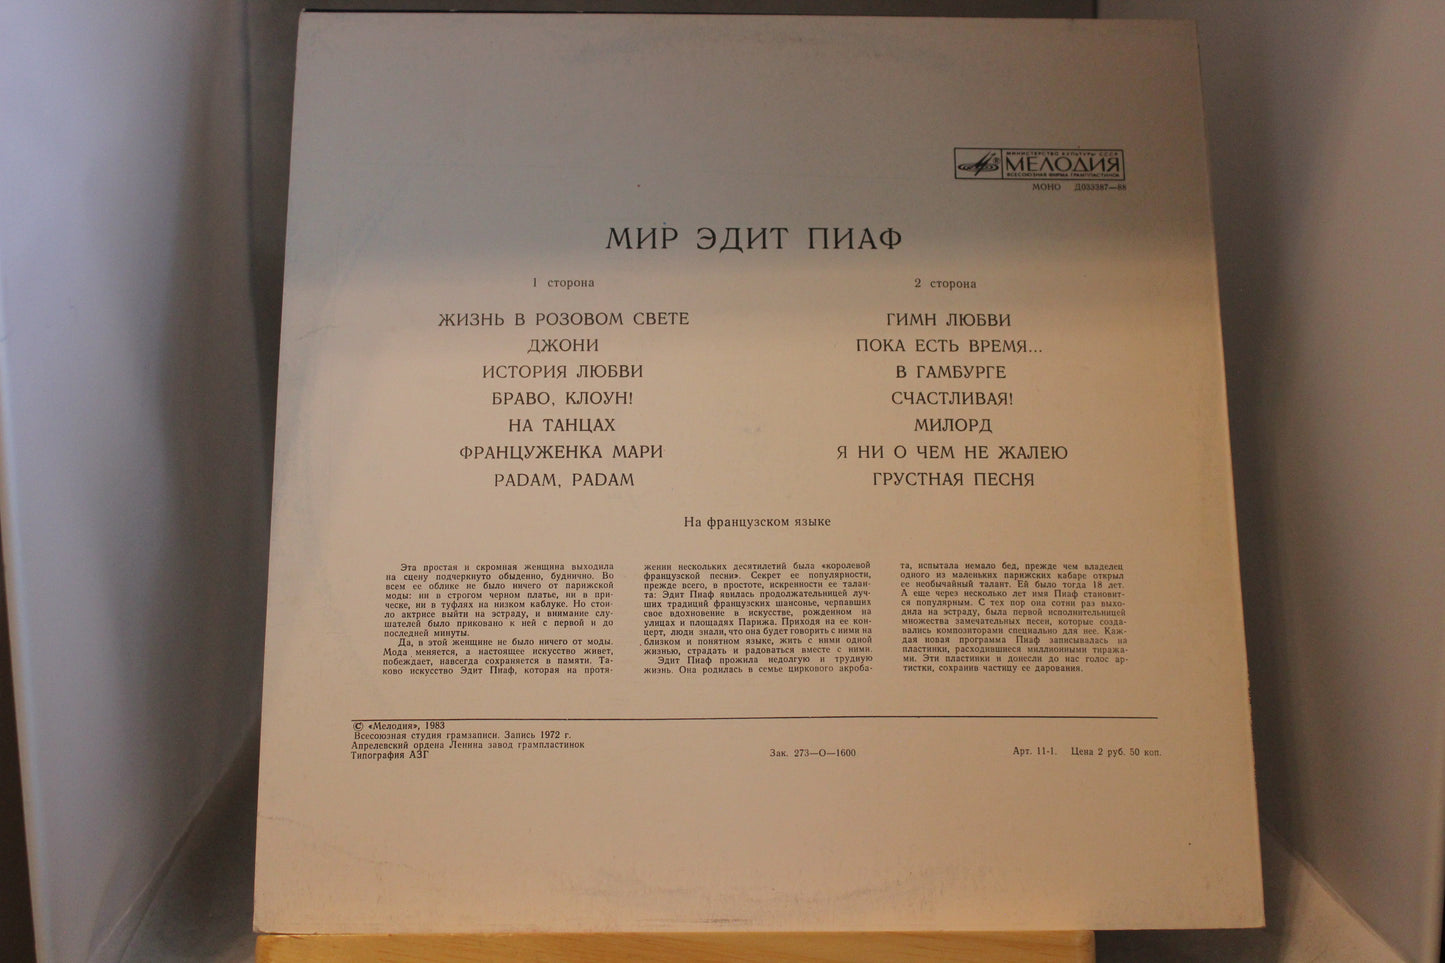 МИНИСТЕРСТВО КУЛЬТУРЫ СССР
МЕЛОДИЯ
ВСЕСОЮЗНАЯ ФИРМА ГРАМПЛАСТИНОК
МОНО Д033387—88
МИР ЭДИТ ПИАФ
1 сторона
ЖИЗНЬ В РОЗОВОМ СВЕТЕ
ДЖОНИ
ИСТОРИЯ ЛЮБВИ
БРАВО, КЛОУН!
НА ТАНЦАХ
ФРАНЦУЖЕНКА МАРИ
PADAM, PADAM
2 сторона
ГИМН ЛЮБВИ
ПОКА ЕСТЬ ВРЕМЯ...
В ГАМБУРГЕ
СЧАСТЛИВАЯ!
МИЛОРД
Я НИ О ЧЕМ НЕ ЖАЛЕЮ
ГРУСТНАЯ ПЕСНЯ
На французском языке
Эта простая и скромная женщина выходила
на сцену подчеркнуто обыденно, буднично. Во
всем ее облике не было ничего от парижской
моды: ни в строгом черном платье, ни в при-
ческе, ни в туфлях на низком каблуке. Но стои-
ло актрисе выйти на эстраду, и внимание слу-
шателей было приковано к ней с первой и до
последней минуты.
Да, в этой женщине не было ничего от моды.
Мода меняется, а настоящее искусство живет,
побеждает, навсегда сохраняется в памяти. Та-
ково искусство Эдит Пиаф, которая на протя-
жении нескольких десятилетий была «королевой
французской песни». Секрет ее популярности,
прежде всего, в простоте, искренности ее талан-
та: Эдит Пиаф явилась продолжательницей луч-
ших традиций французских шансонье, черпавших
свое вдохновение в искусстве, рожденном на
улицах и площадях Парижа. Приходя на ее кон-
церт, люди знали, что она будет говорить с ними на
близком и понятном языке, жить с ними одной
жизнью, страдать и радоваться вместе с ними.
Эдит Пиаф прожила недолгую и трудную
жизнь. Она родилась в семье циркового акроба-
та, испытала немало бед, прежде чем владелец
одного из маленьких парижских кабаре открыл
ее необычайный талант. Ей было тогда 18 лет.
А еще через несколько лет имя Пиаф становит-
ся популярным. С тех пор она сотни раз выхо-
дила на эстраду, была первой исполнительницей
множества замечательных песен, которые созда-
вались композиторами специально для нее. Каж-
дая новая программа Пиаф записывалась на
пластинки, расходившиеся миллионными тиража-
ми. Эти пластинки и донесли до нас голос ар-
тистки, сохранив частицу ее дарования.
© «Мелодия», 1983
Всесоюзная студия грамзаписи. Запись 1972 г.
Апрелевский ордена Ленина завод грампластинок
Типография АЗГ
Зак. 273—О—1600
Арт. 11-1. Цена 2 руб. 50 коп.